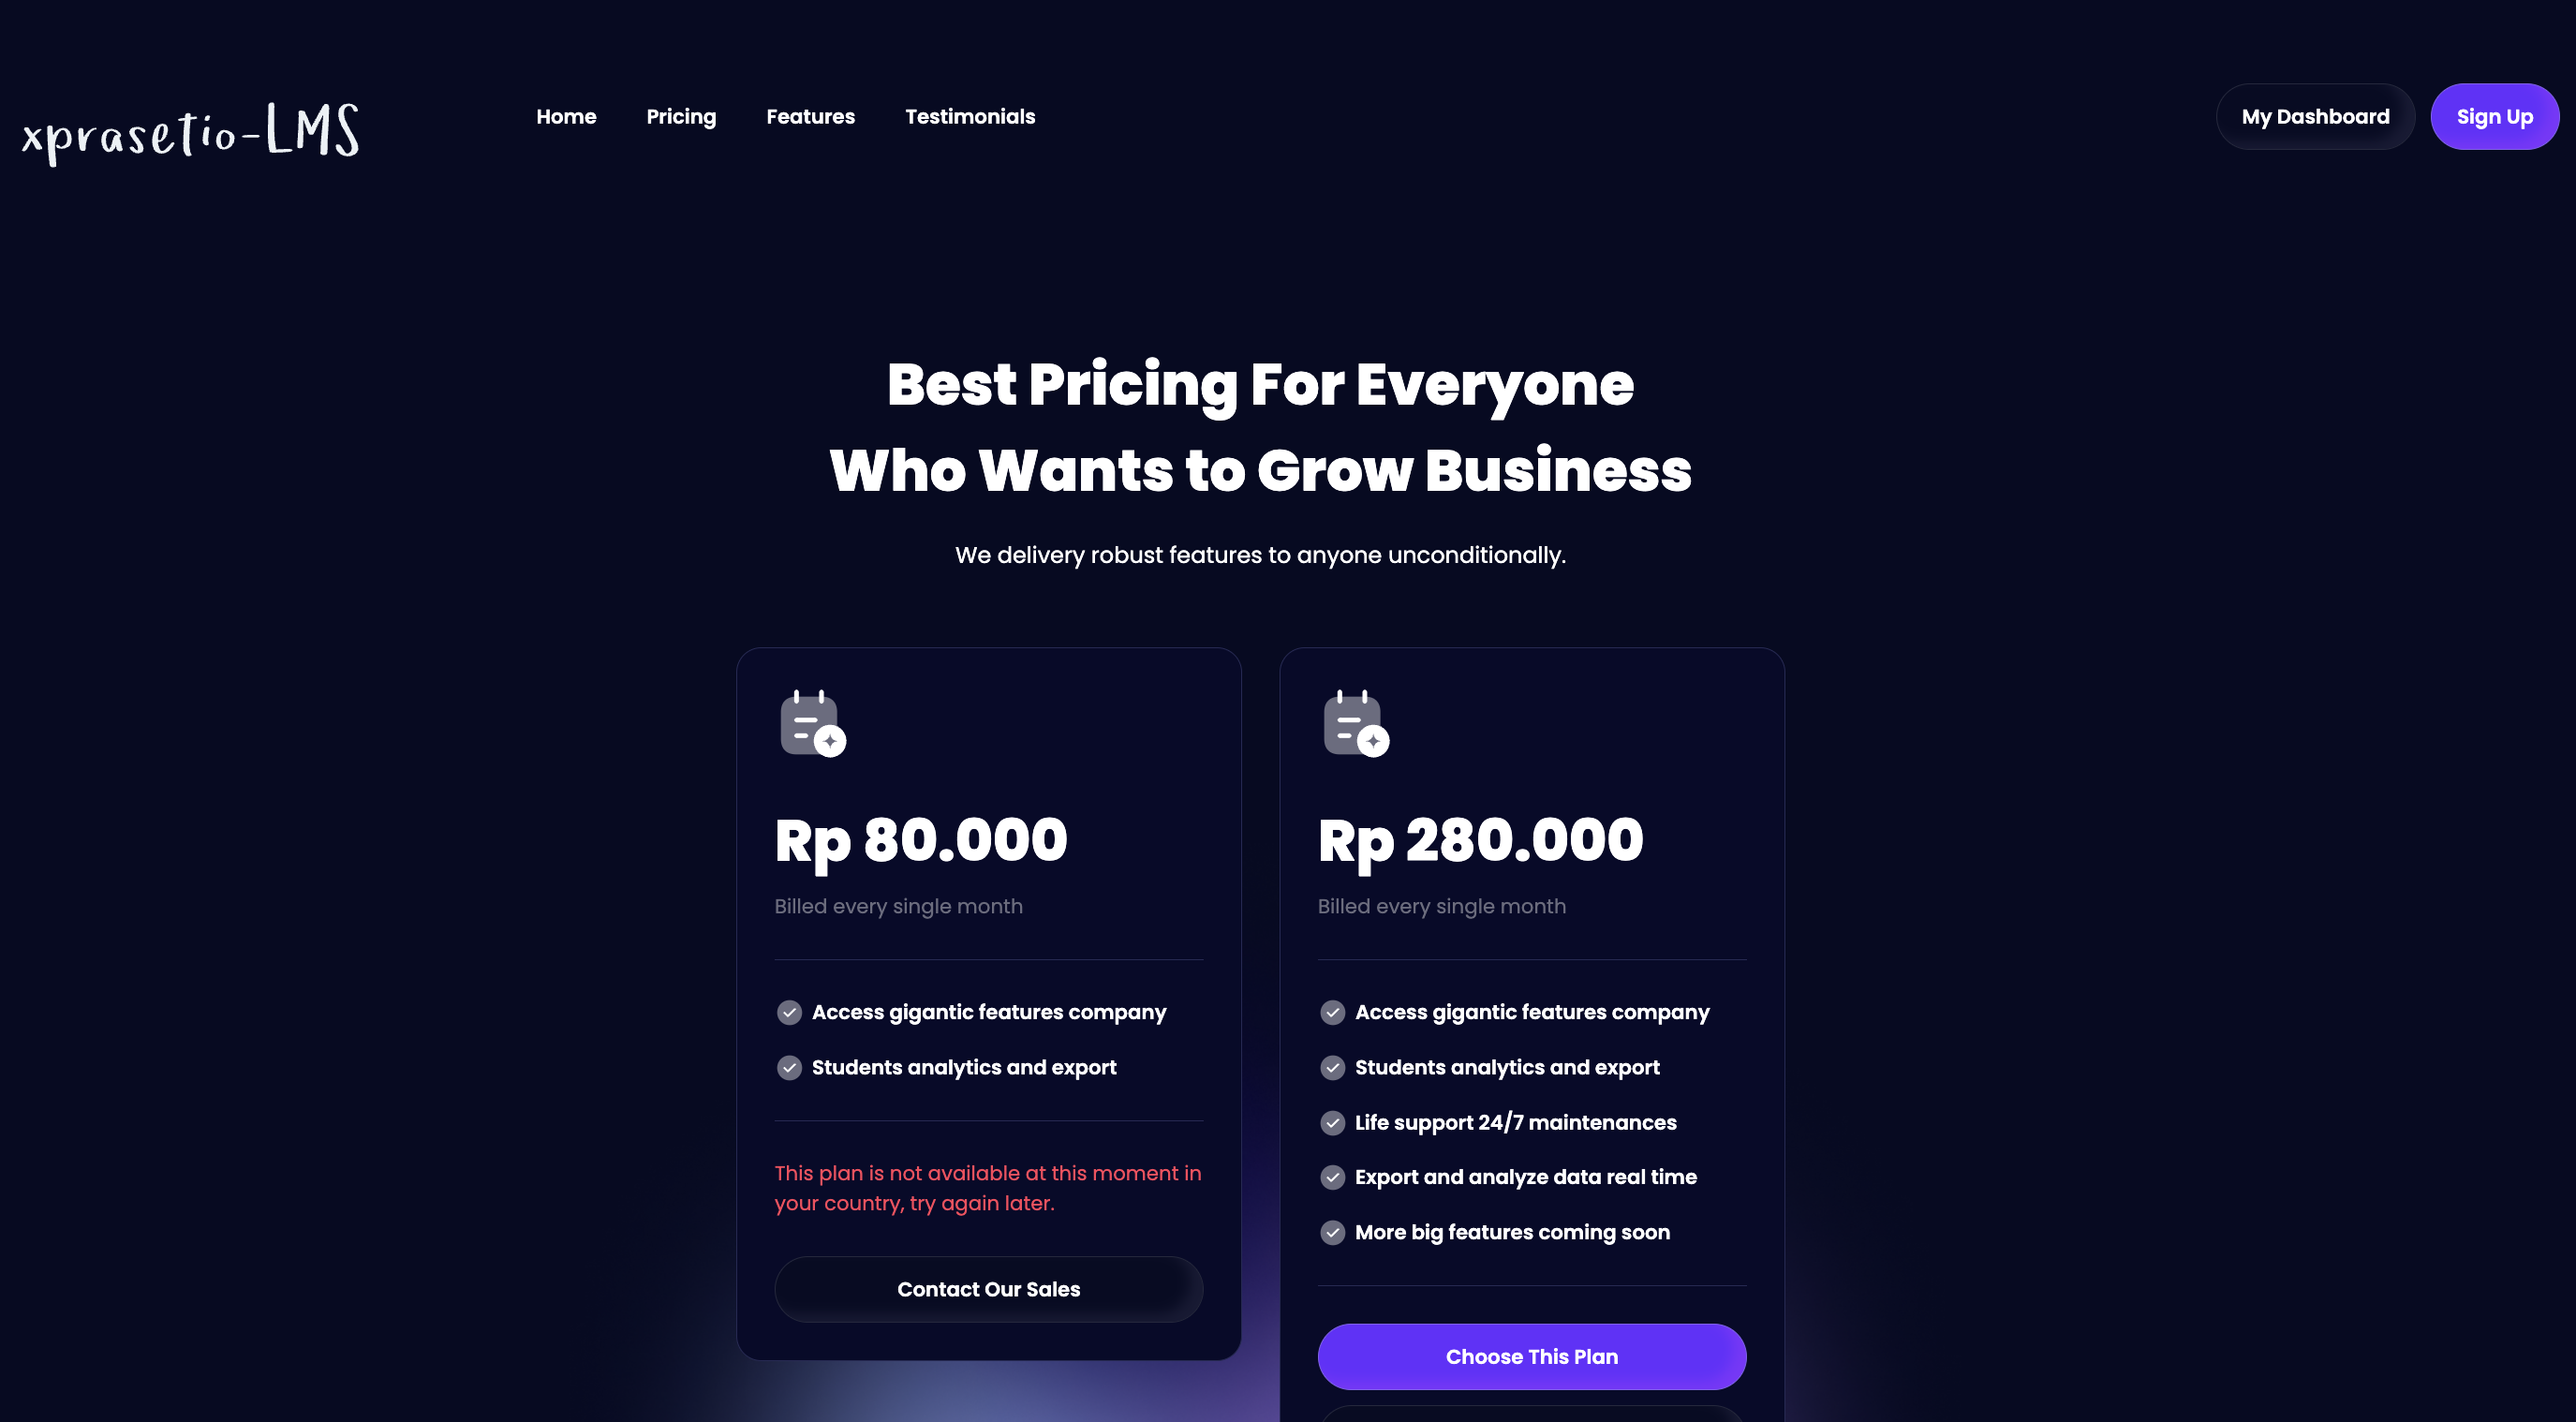 xprasetio-LMS
Home
Pricing
Features
Testimonials
My Dashboard
Sign Up
Best Pricing For Everyone
Who Wants to Grow Business
We delivery robust features to anyone unconditionally.
Rp 80.000
Billed every single month
Access gigantic features company
Students analytics and export
This plan is not available at this moment in
your country, try again later.
Contact Our Sales
Rp 280.000
Billed every single month
Access gigantic features company
Students analytics and export
Life support 24/7 maintenances
Export and analyze data real time
More big features coming soon
Choose This Plan